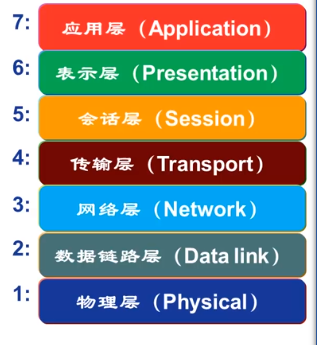 7: 应用层（Application）
6: 表示层（Presentation）
5: 会话层（Session）
4: 传输层（Transport）
3: 网络层（Network）
2: 数据链路层（Data link）
1: 物理层（Physical）